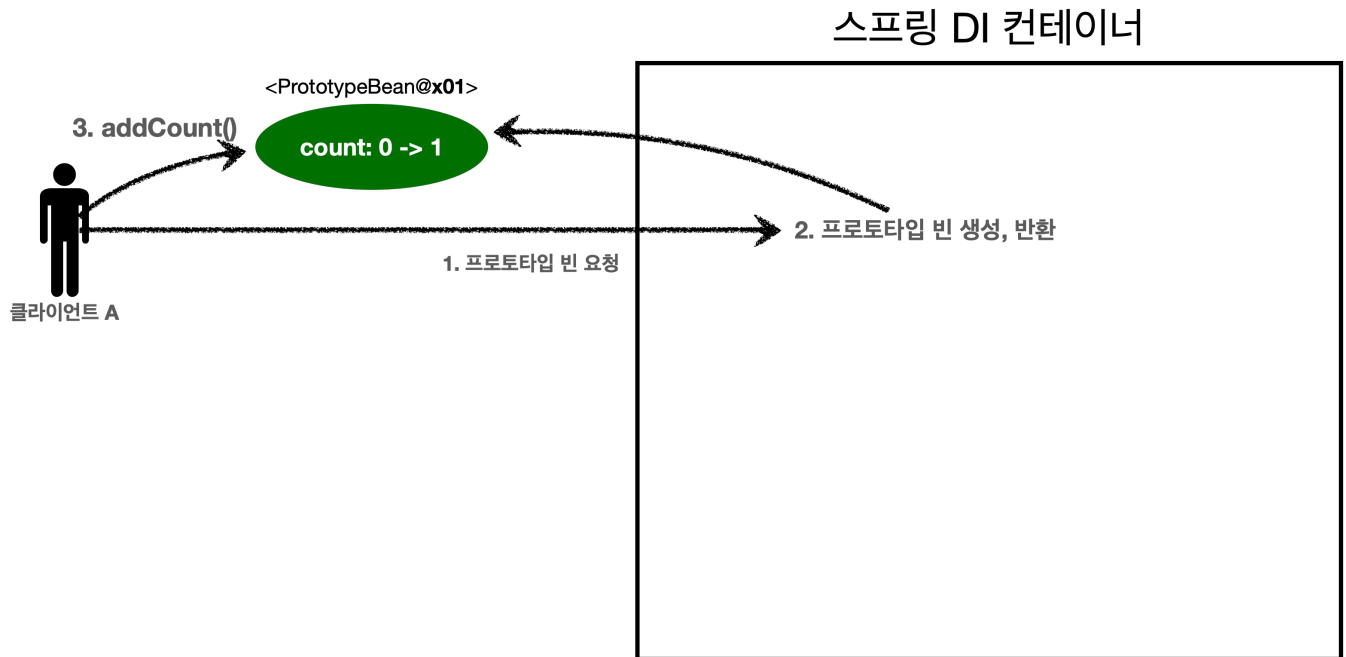 스프링 DI 컨테이너
<PrototypeBean@x01>
3. addCount()
count: 0 -> 1
2. 프로토타입 빈 생성, 반환
1. 프로토타입 빈 요청
클라이언트 A